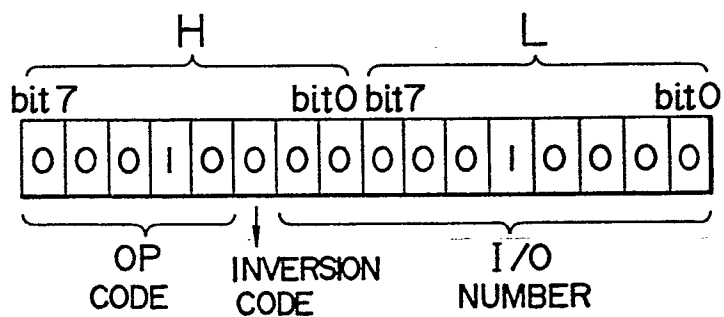 H L
bit 7 bit0 bit7 bit0
0 0 0 1 0 0 0 0 0 0 0 1 0 0 0 0
OP CODE
INVERSION CODE
I/O NUMBER